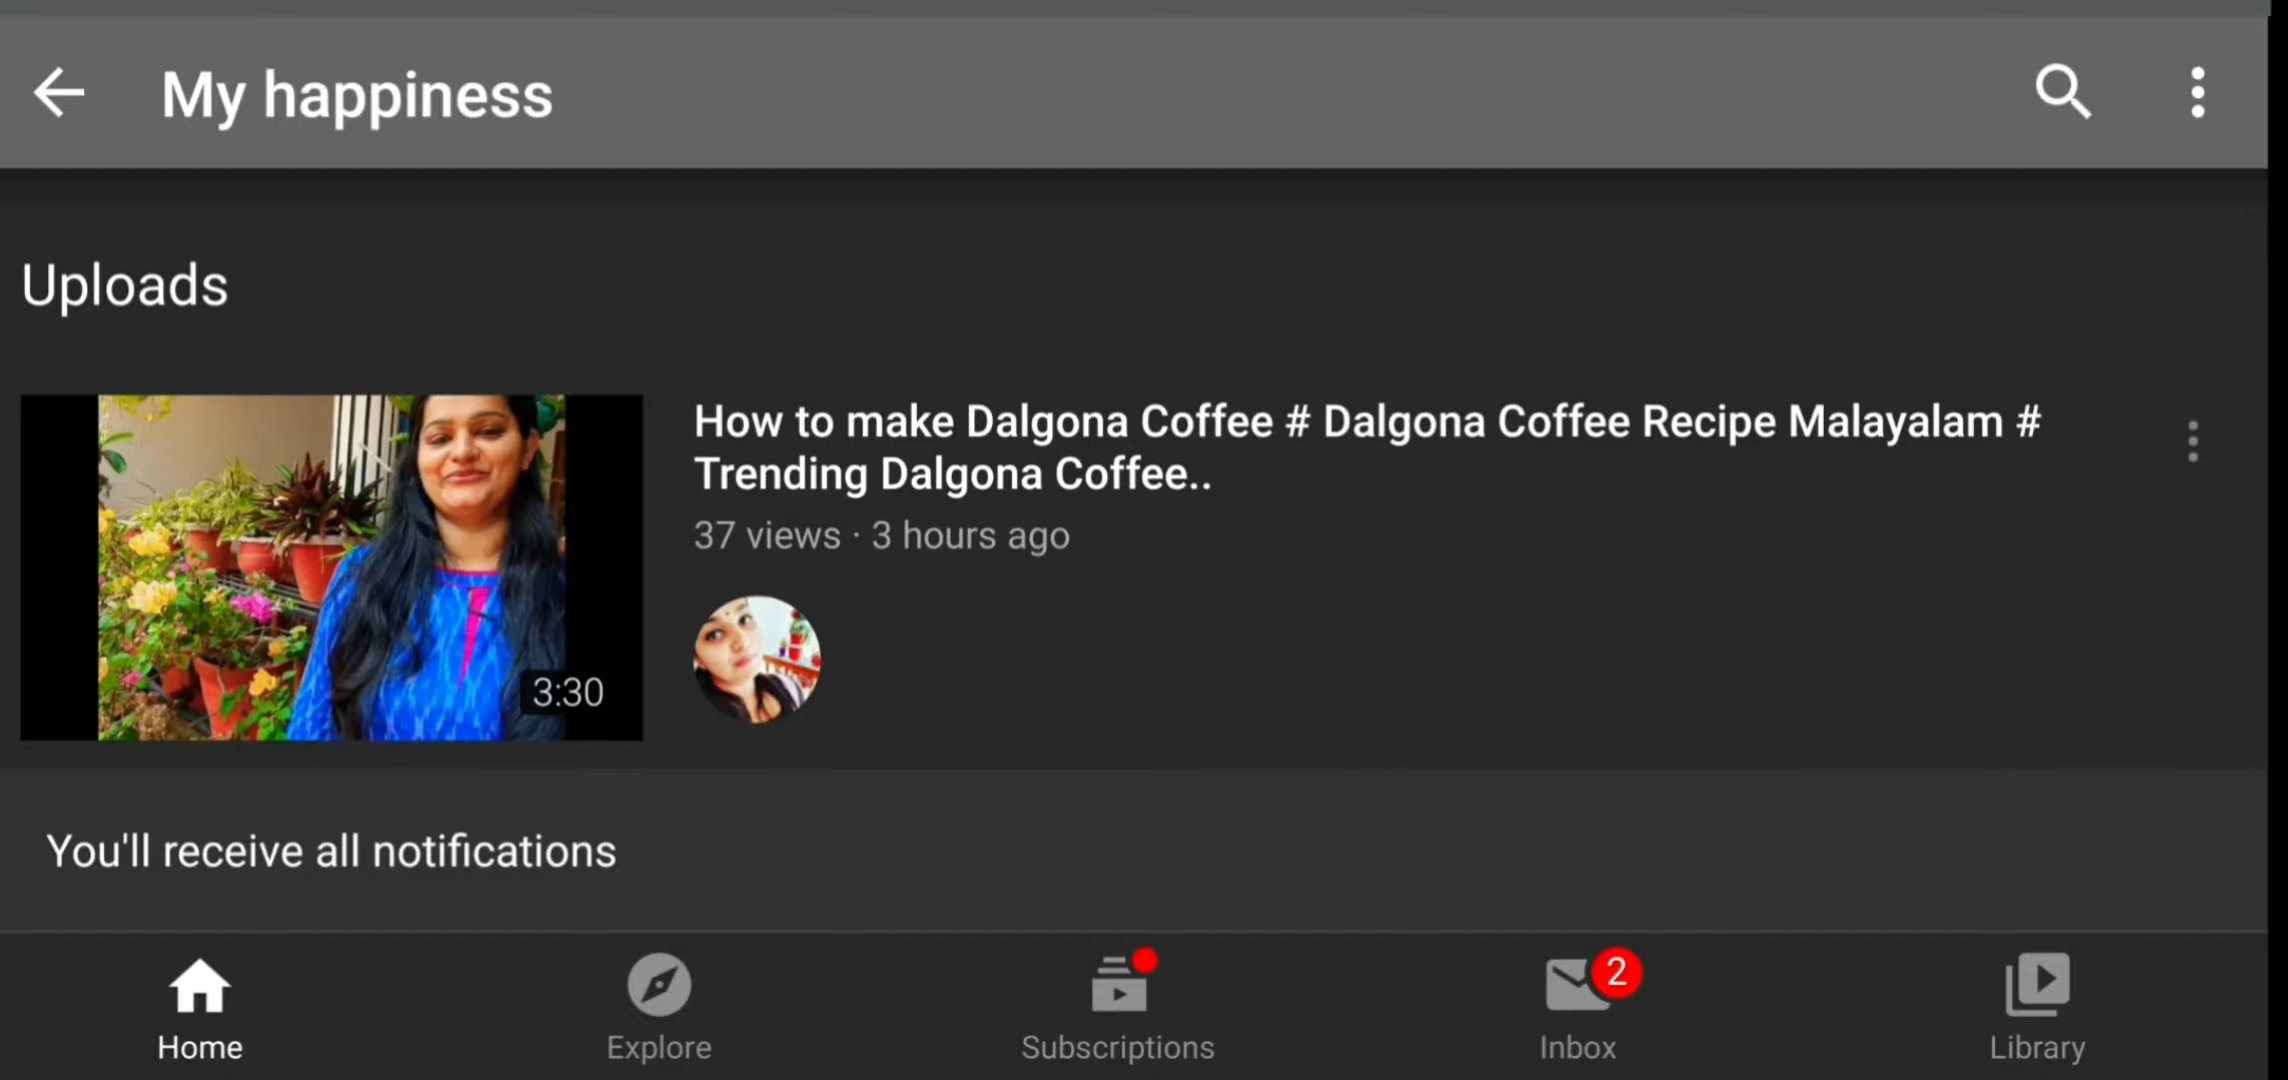 My happiness
Uploads
How to make Dalgona Coffee # Dalgona Coffee Recipe Malayalam #
Trending Dalgona Coffee..
37 views · 3 hours ago
3:30
You'll receive all notifications
2
Home
Explore
Subscriptions
Inbox
Library